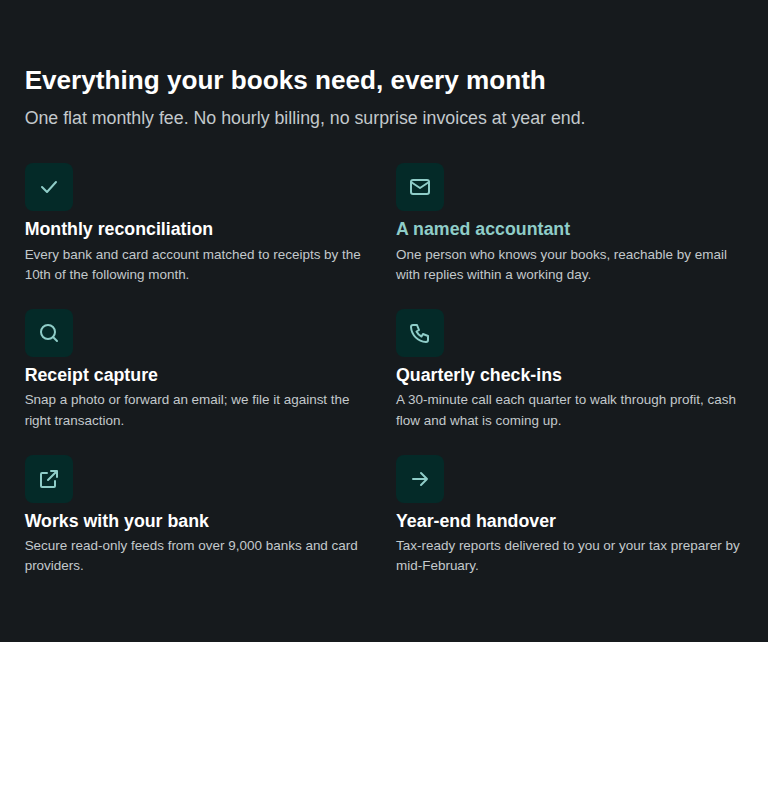 Everything your books need, every month
One flat monthly fee. No hourly billing, no surprise invoices at year end.
Monthly reconciliation
Every bank and card account matched to receipts by the
10th of the following month.
A named accountant
One person who knows your books, reachable by email
with replies within a working day.
Receipt capture
Snap a photo or forward an email; we file it against the
right transaction.
Quarterly check-ins
A 30-minute call each quarter to walk through profit, cash
flow and what is coming up.
Works with your bank
Secure read-only feeds from over 9,000 banks and card
providers.
Year-end handover
Tax-ready reports delivered to you or your tax preparer by
mid-February.